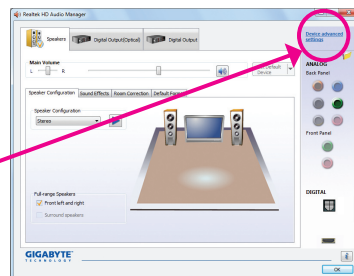 Realtek HD Audio Manager
Speakers
Digital Output(Optical)
Digital Output
Device advanced
settings
Main Volume
L
R
Default
Device
ANALOG
Back Panel
Speaker Configuration
Sound Effects
Room Correction
Default Format
Speaker Configuration
Stereo
Front Panel
Full-range Speakers
Front left and right
Surround speakers
DIGITAL
GIGABYTE
TECHNOLOGY
OK